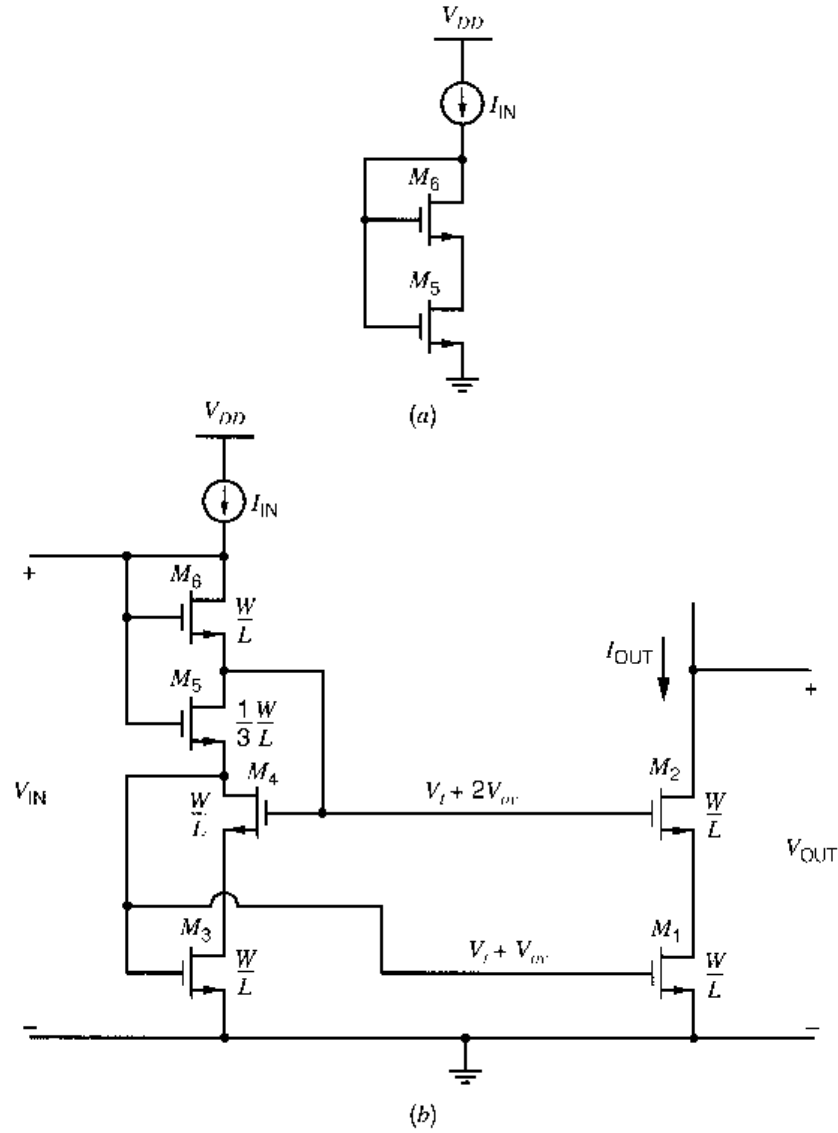 V_DD
I_IN
M_6
M_5
(a)
V_DD
I_IN
+
M_6
W/L
M_5
1/3 W/L
I_OUT
+
V_IN
M_4
W/L
V_t + 2V_ov
M_2
W/L
V_OUT
M_3
W/L
V_t + V_ov
M_1
W/L
−
−
(b)